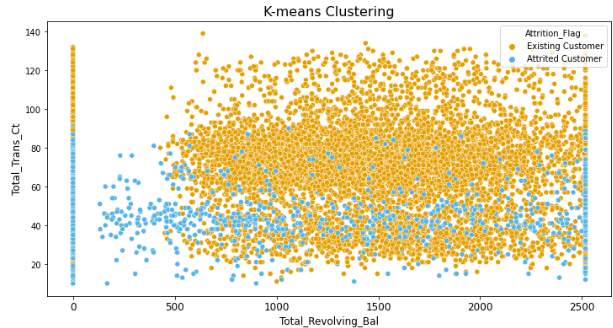 K-means Clustering
Attrition_Flag
Existing Customer
Attrited Customer
Total_Trans_Ct
140
120
100
80
60
40
20
0 500 1000 1500 2000 2500
Total_Revolving_Bal